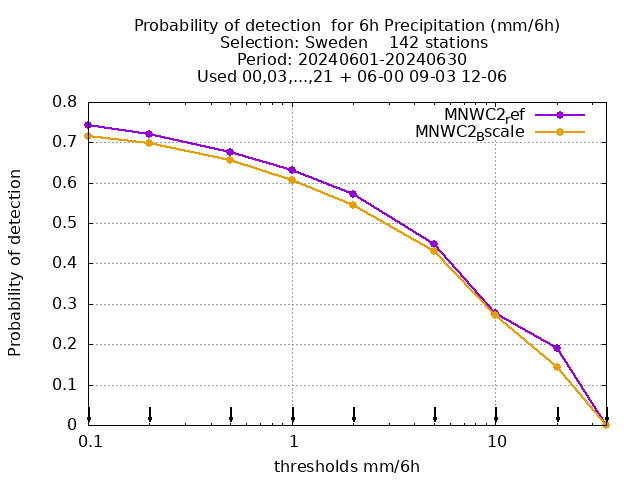 Probability of detection  for 6h Precipitation (mm/6h)
Selection: Sweden    142 stations
Period: 20240601-20240630
Used 00,03,...,21 + 06-00 09-03 12-06
MNWC2_ref
MNWC2_Bscale
Probability of detection
0.8
0.7
0.6
0.5
0.4
0.3
0.2
0.1
0
0.1
1
10
thresholds mm/6h